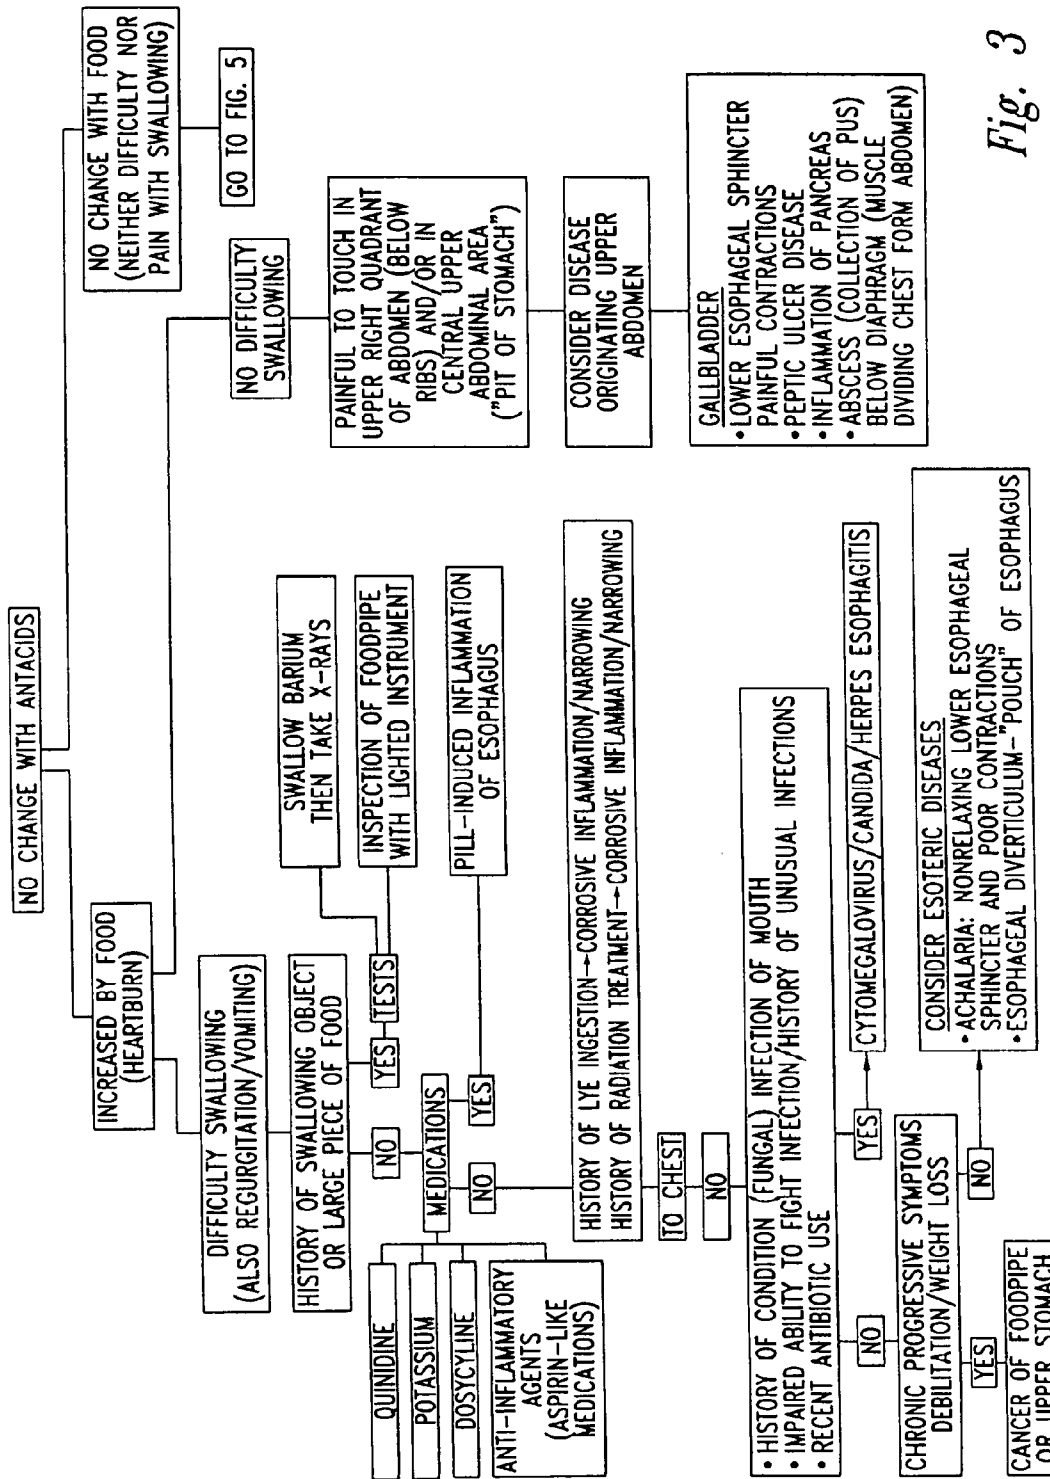 NO CHANGE WITH ANTACIDS
INCREASED BY FOOD
(HEARTBURN)
NO CHANGE WITH FOOD
(NEITHER DIFFICULTY NOR
PAIN WITH SWALLOWING)
GO TO FIG. 5
DIFFICULTY SWALLOWING
(ALSO REGURGITATION/VOMITING)
NO DIFFICULTY
SWALLOWING
HISTORY OF SWALLOWING OBJECT
OR LARGE PIECE OF FOOD
NO
YES
TESTS
SWALLOW BARIUM
THEN TAKE X-RAYS
INSPECTION OF FOODPIPE
WITH LIGHTED INSTRUMENT
MEDICATIONS
QUINIDINE
POTASSIUM
DOSYCYLINE
ANTI-INFLAMMATORY
AGENTS
(ASPIRIN-LIKE
MEDICATIONS)
NO
YES
PILL-INDUCED INFLAMMATION
OF ESOPHAGUS
PAINFUL TO TOUCH IN
UPPER RIGHT QUADRANT
OF ABDOMEN (BELOW
RIBS) AND/OR IN
CENTRAL UPPER
ABDOMINAL AREA
("PIT OF STOMACH")
CONSIDER DISEASE
ORIGINATING UPPER
ABDOMEN
GALLBLADDER
• LOWER ESOPHAGEAL SPHINCTER
PAINFUL CONTRACTIONS
• PEPTIC ULCER DISEASE
• INFLAMMATION OF PANCREAS
• ABSCESS (COLLECTION OF PUS)
BELOW DIAPHRAGM (MUSCLE
DIVIDING CHEST FORM ABDOMEN)
HISTORY OF LYE INGESTION→CORROSIVE INFLAMMATION/NARROWING
HISTORY OF RADIATION TREATMENT→CORROSIVE INFLAMMATION/NARROWING
TO CHEST
NO
• HISTORY OF CONDITION (FUNGAL) INFECTION OF MOUTH
• IMPAIRED ABILITY TO FIGHT INFECTION/HISTORY OF UNUSUAL INFECTIONS
• RECENT ANTIBIOTIC USE
NO
YES
CYTOMEGALOVIRUS/CANDIDA/HERPES ESOPHAGITIS
CHRONIC PROGRESSIVE SYMPTOMS
DEBILITATION/WEIGHT LOSS
YES
NO
CANCER OF FOODPIPE
OR UPPER STOMACH
CONSIDER ESOTERIC DISEASES
• ACHALARIA: NONRELAXING LOWER ESOPHAGEAL
SPHINCTER AND POOR CONTRACTIONS
• ESOPHAGEAL DIVERTICULUM-"POUCH" OF ESOPHAGUS
Fig. 3